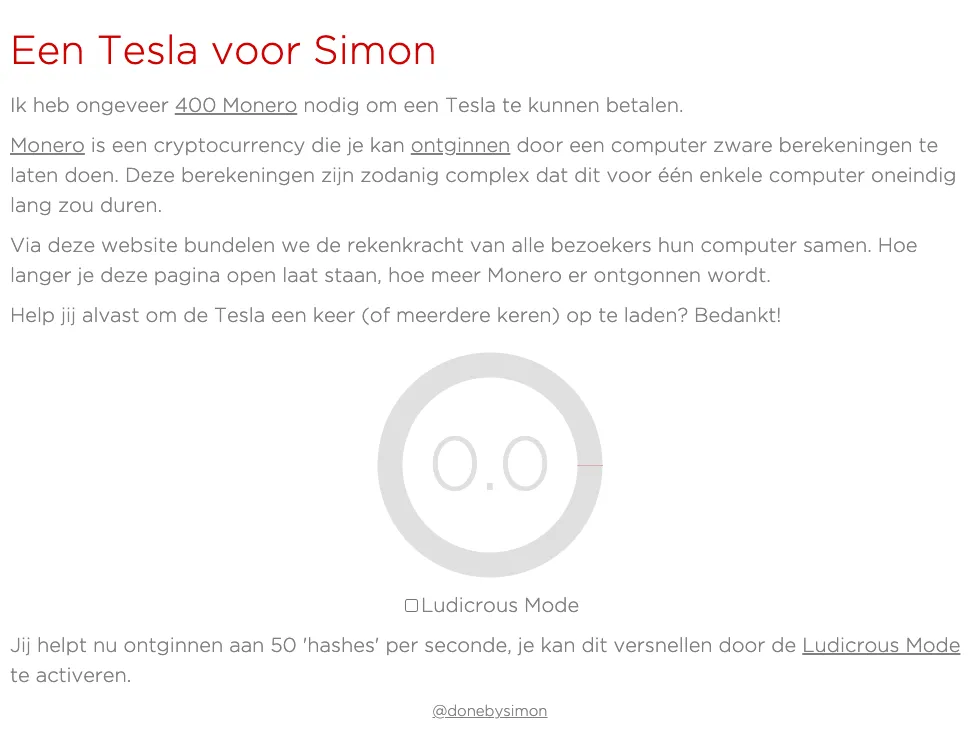 Een Tesla voor Simon
Ik heb ongeveer 400 Monero nodig om een Tesla te kunnen betalen.
Monero is een cryptocurrency die je kan ontginnen door een computer zware berekeningen te
laten doen. Deze berekeningen zijn zodanig complex dat dit voor één enkele computer oneindig
lang zou duren.
Via deze website bundelen we de rekenkracht van alle bezoekers hun computer samen. Hoe
langer je deze pagina open laat staan, hoe meer Monero er ontgonnen wordt.
Help jij alvast om de Tesla een keer (of meerdere keren) op te laden? Bedankt!
0.0
Ludicrous Mode
Jij helpt nu ontginnen aan 50 'hashes' per seconde, je kan dit versnellen door de Ludicrous Mode
te activeren.
@donebysimon